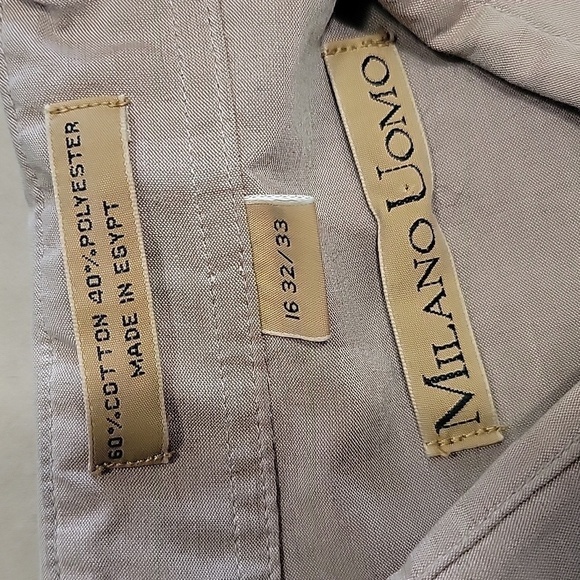 60%COTTON 40%POLYESTER
MADE IN EGYPT
16 32/33
MILANO UOMO